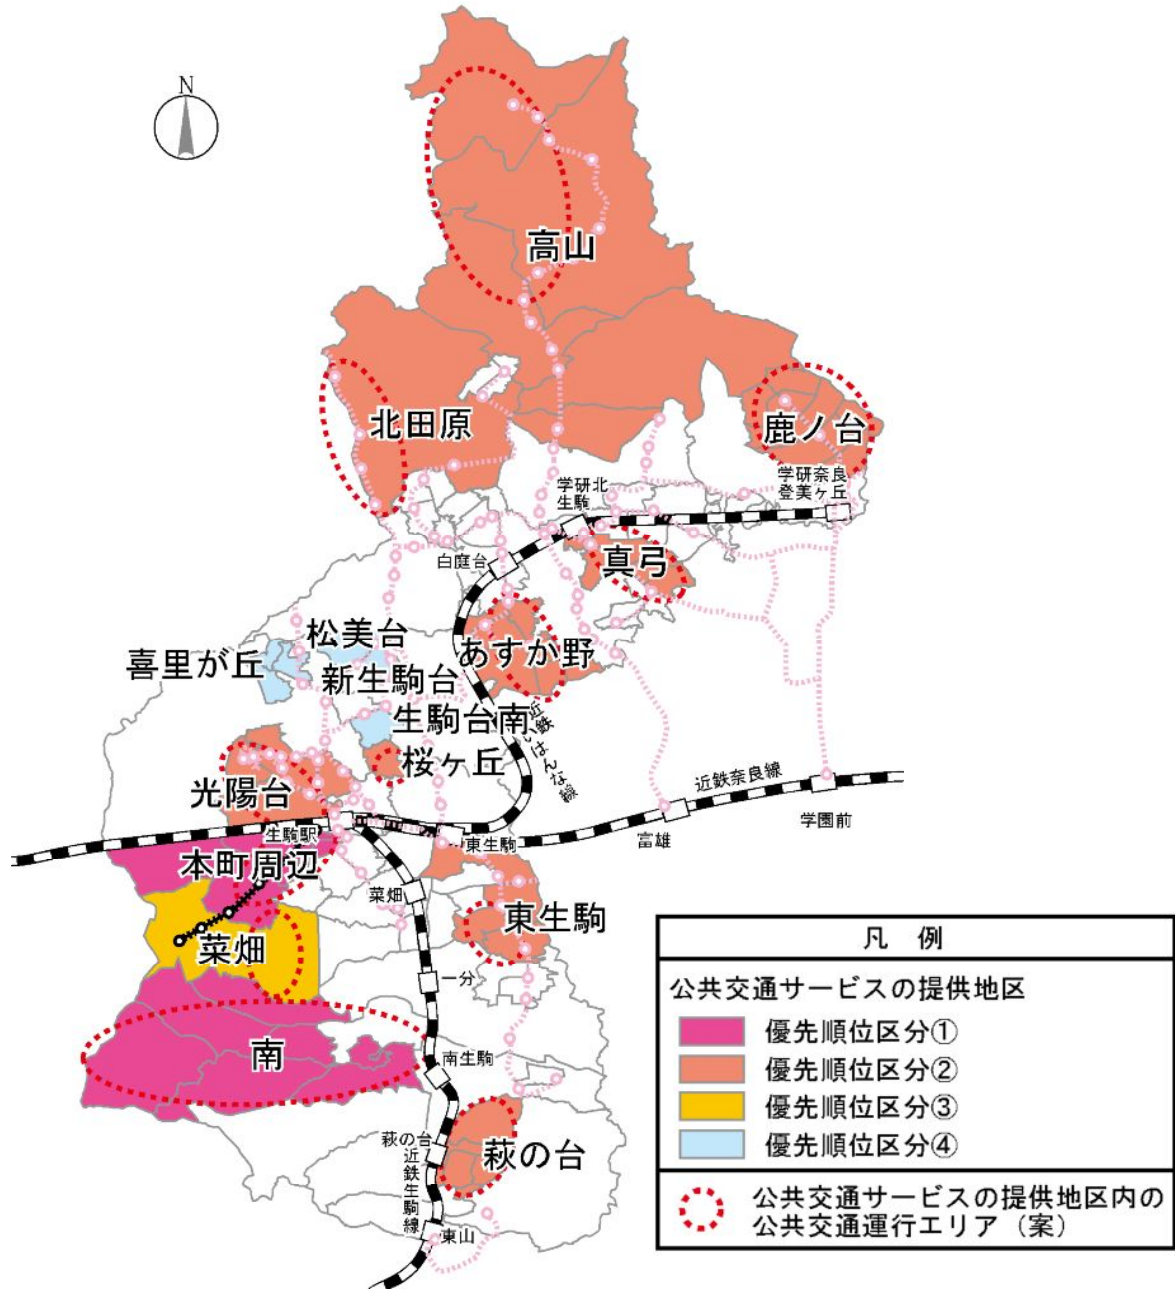 N
高山
北田原
鹿ノ台
学研北
生駒
学研奈良
登美ヶ丘
白庭台
真弓
松美台
喜里が丘
新生駒台
あすか野
生駒台南
桜ヶ丘
近鉄けいはんな線
光陽台
近鉄奈良線
生駒駅
東生駒
富雄
学園前
本町周辺
菜畑
東生駒
菜畑
一分
南
南生駒
萩の台
萩の台
近鉄生駒線
東山
凡 例
公共交通サービスの提供地区
優先順位区分①
優先順位区分②
優先順位区分③
優先順位区分④
公共交通サービスの提供地区内の
公共交通運行エリア（案）